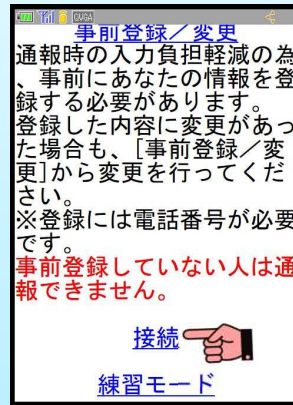 QVGA
事前登録／変更
通報時の入力負担軽減の為
、事前にあなたの情報を登
録する必要があります。
登録した内容に変更があっ
た場合も、[事前登録／変
更]から変更を行ってくだ
さい。
※登録には電話番号が必要
です。
事前登録していない人は通
報できません。
接続
練習モード